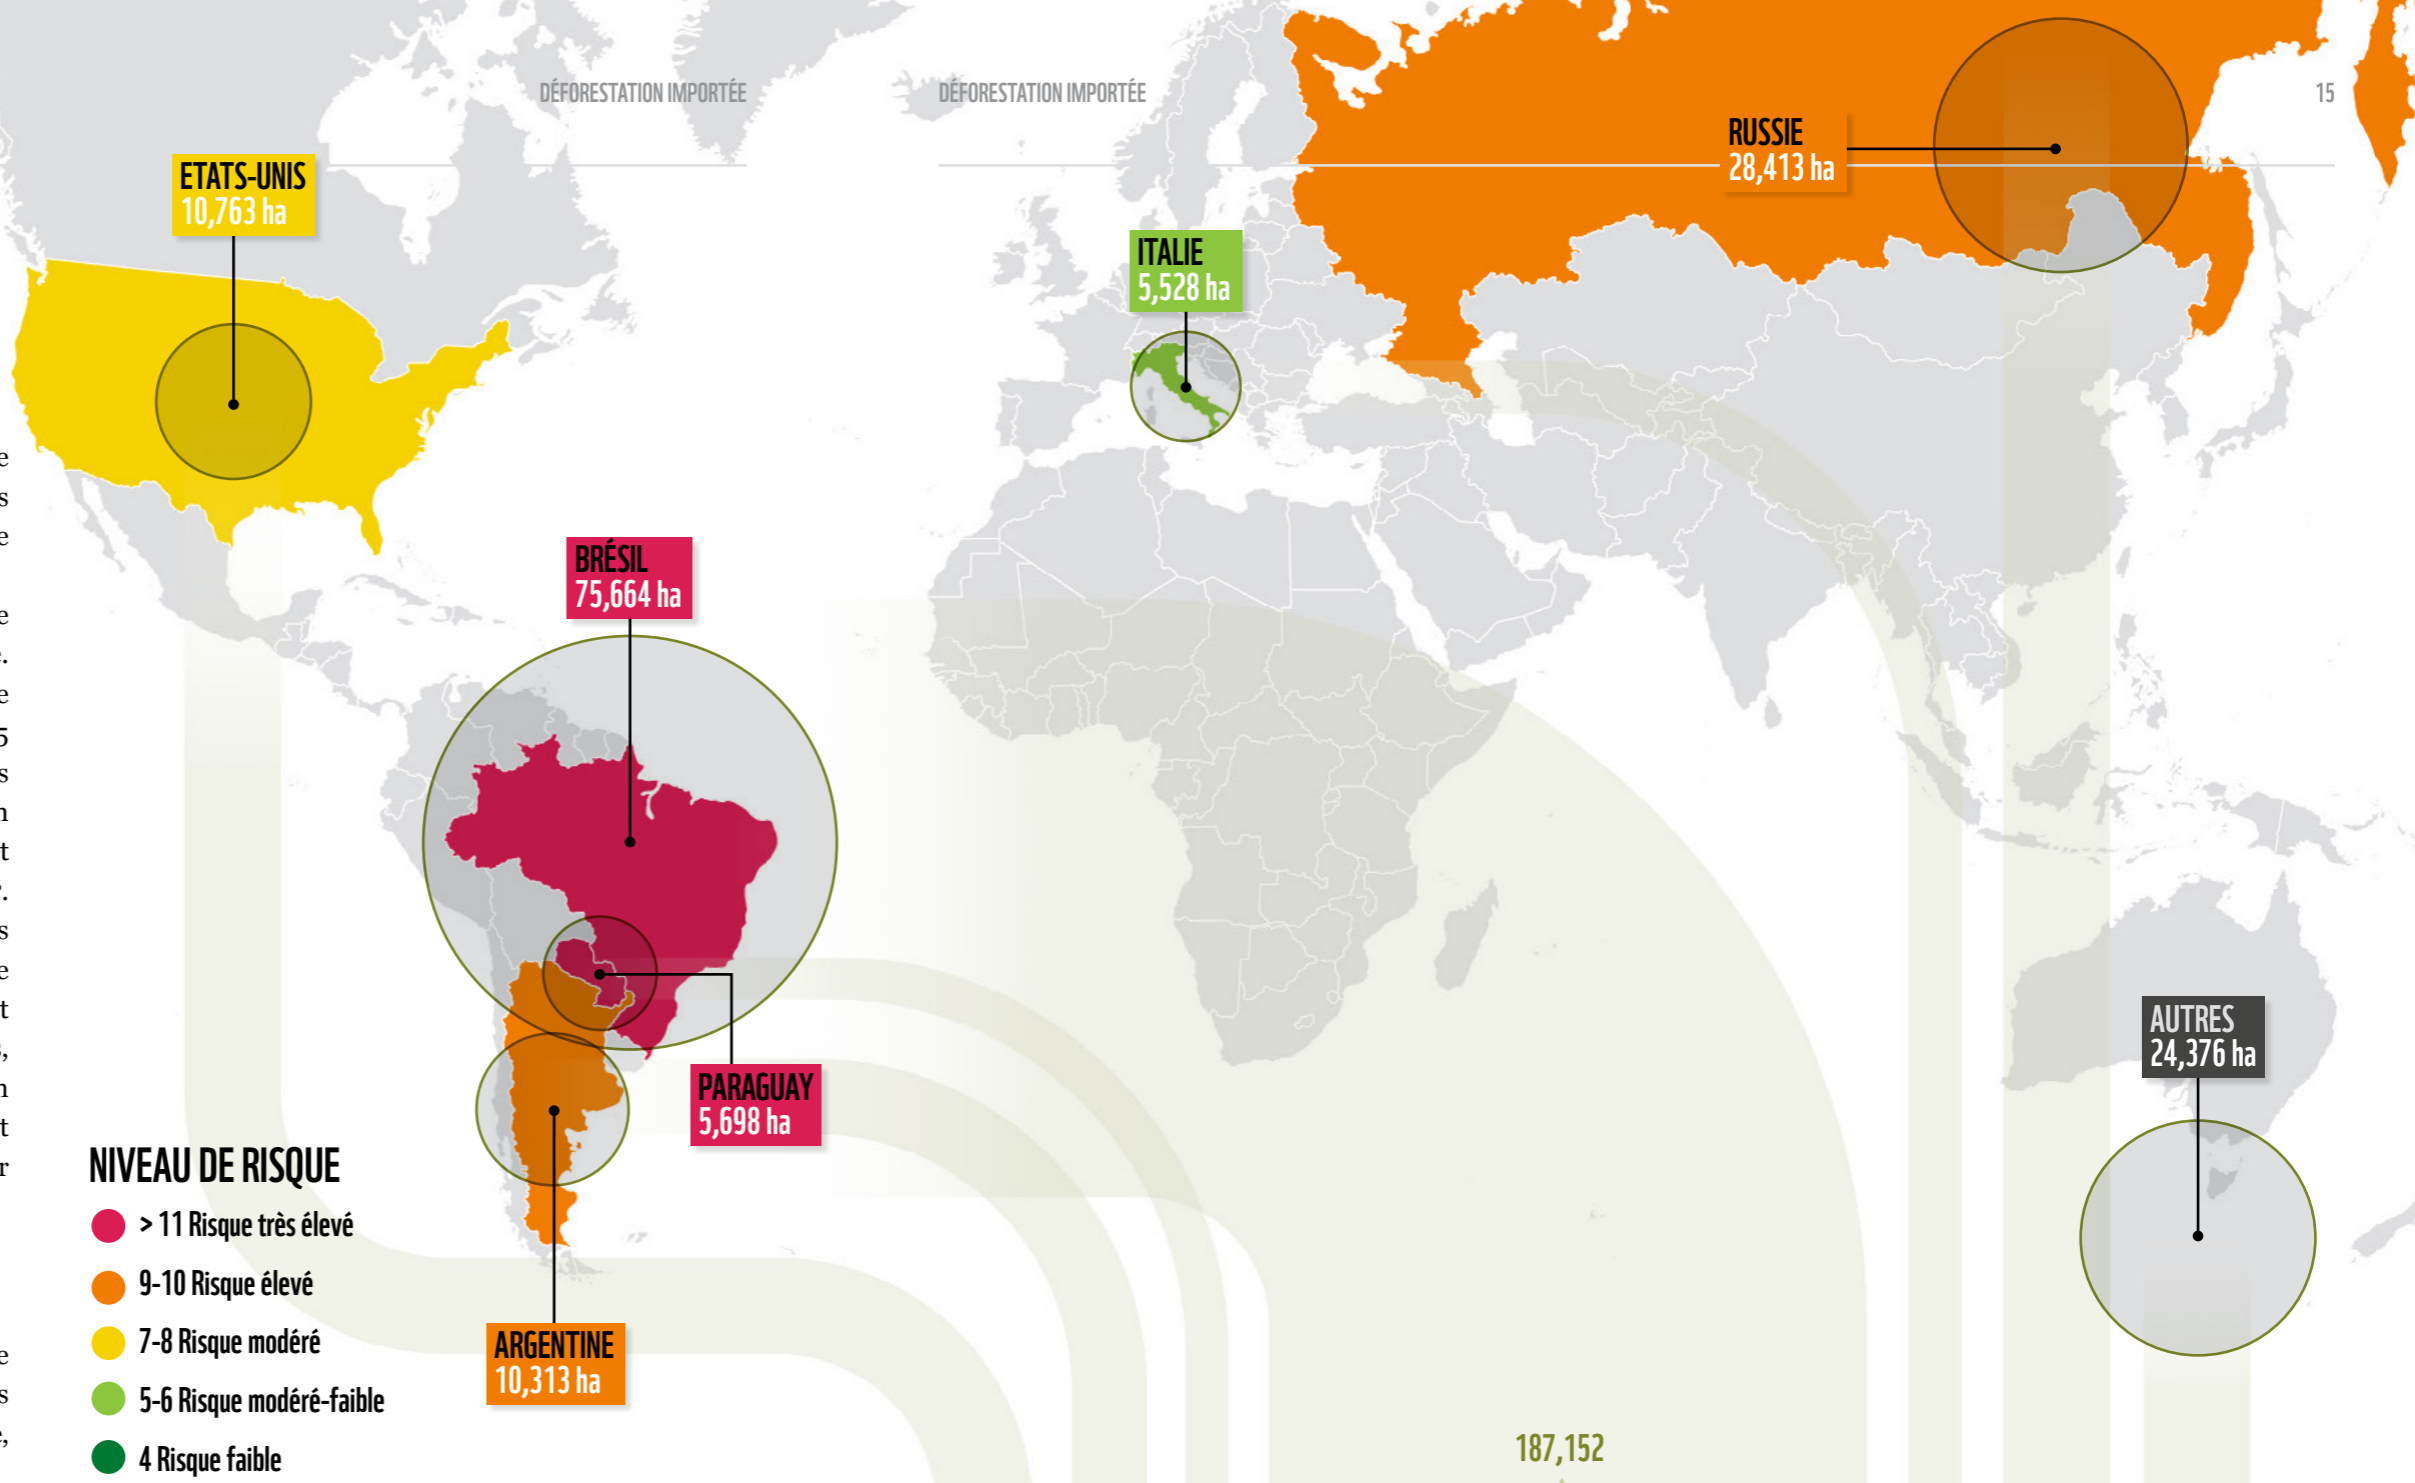 DÉFORESTATION IMPORTÉE
DÉFORESTATION IMPORTÉE
15
RUSSIE
28,413 ha
ETATS-UNIS
10,763 ha
ITALIE
5,528 ha
BRÉSIL
75,664 ha
PARAGUAY
5,698 ha
AUTRES
24,376 ha
ARGENTINE
10,313 ha
NIVEAU DE RISQUE
> 11 Risque très élevé
9-10 Risque élevé
7-8 Risque modéré
5-6 Risque modéré-faible
4 Risque faible
187,152